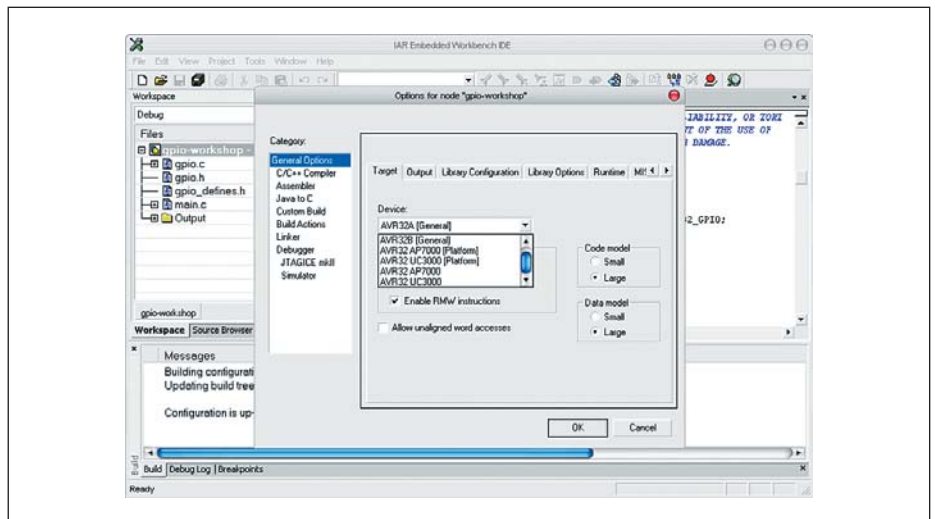 IAR Embedded Workbench IDE
File Edit View Project Tools Window Help
Workspace
Options for node "gpio-workshop"
Debug
Files
gpio-workshop -
gpio.c
gpio.h
gpio_defines.h
main.c
Output
gpio-workshop
Workspace Source Browser
Category:
General Options
C/C++ Compiler
Assembler
Java to C
Custom Build
Build Actions
Linker
Debugger
JTAGICE mkII
Simulator
Target Output Library Configuration Library Options Runtime
Device:
AVR32A [General]
AVR32B [General]
AVR32 AP7000 [Platform]
AVR32 UC3000 [Platform]
AVR32 AP7000
AVR32 UC3000
Enable RMW instructions
Allow unaligned word accesses
Code model
Small
Large
Data model
Small
Large
OK Cancel
IABILITY, OR TORT
OF THE USE OF
DAMAGE.
2_GPIO;
Messages
Building configurati
Updating build tree
Configuration is up-
Build
Build Debug Log Breakpoints
Ready